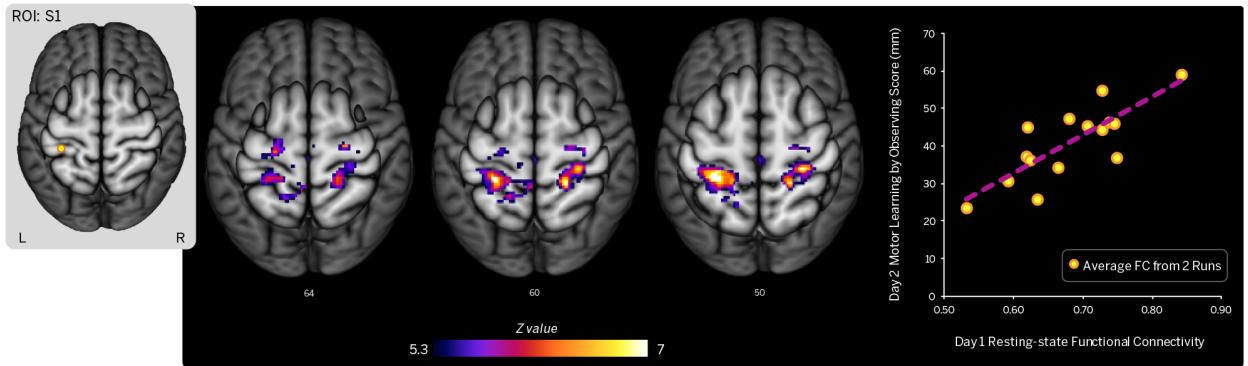 ROI: S1
L
R
64
60
50
Z value
5.3
7
Day 2 Motor Learning by Observing Score (mm)
70
60
50
40
30
20
10
0
0.50
0.60
0.70
0.80
0.90
Average FC from 2 Runs
Day 1 Resting-state Functional Connectivity